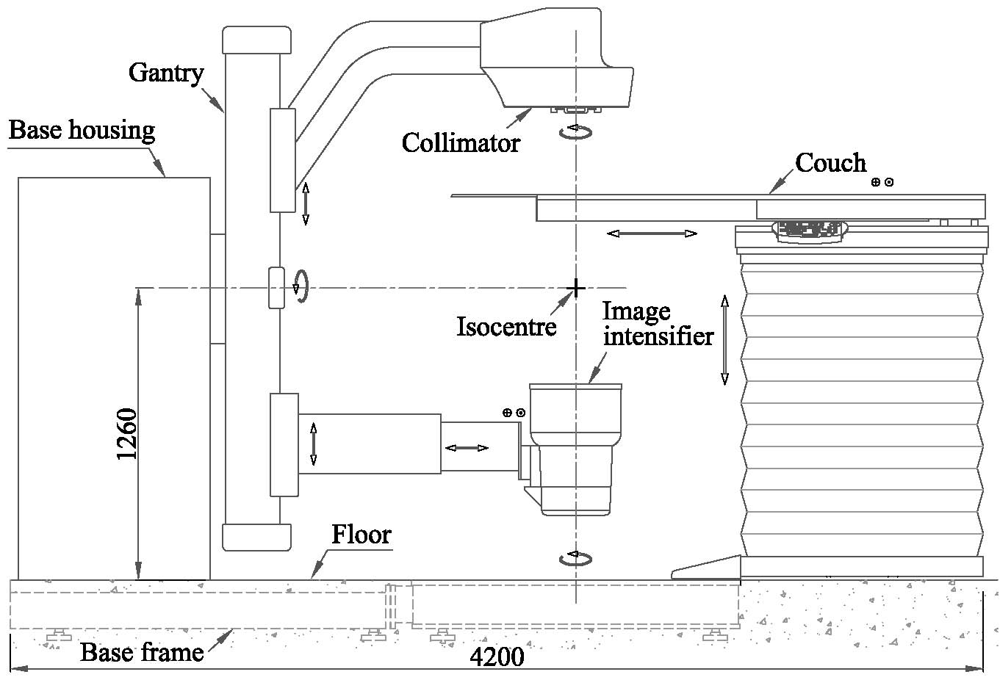 Gantry
Base housing
Collimator
Couch
Isocentre
Image
intensifier
1260
Floor
Base frame
4200